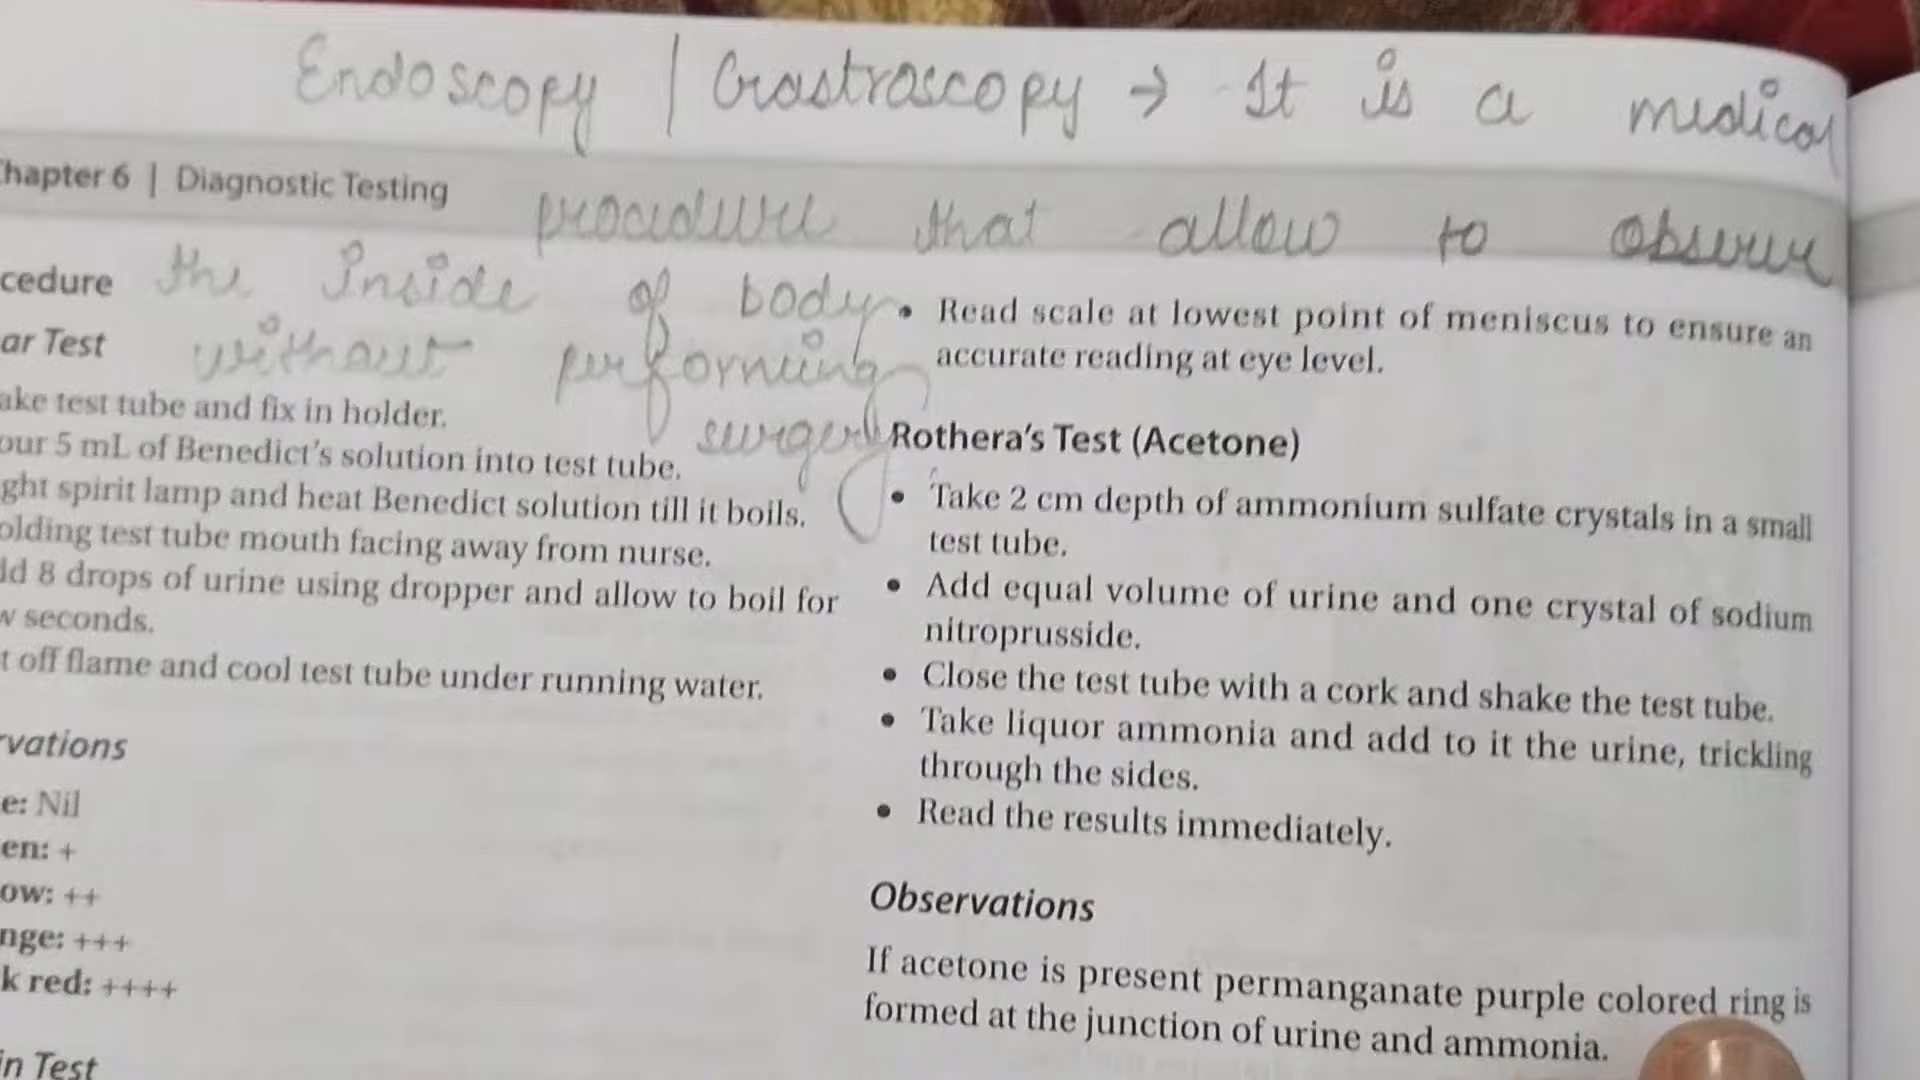 Endoscopy | Grastrascopy → It is a medical
Chapter 6 | Diagnostic Testing
procedure that allow to observe
the Inside of body
without performing
surgery
cedure
ar Test
ake test tube and fix in holder.
our 5 mL of Benedict's solution into test tube.
ght spirit lamp and heat Benedict solution till it boils.
olding test tube mouth facing away from nurse.
dd 8 drops of urine using dropper and allow to boil for
w seconds.
t off flame and cool test tube under running water.
rvations
e: Nil
en: +
ow: ++
nge: +++
k red: ++++
in Test
• Read scale at lowest point of meniscus to ensure an
accurate reading at eye level.
Rothera's Test (Acetone)
• Take 2 cm depth of ammonium sulfate crystals in a small
test tube.
• Add equal volume of urine and one crystal of sodium
nitroprusside.
• Close the test tube with a cork and shake the test tube.
• Take liquor ammonia and add to it the urine, trickling
through the sides.
• Read the results immediately.
Observations
If acetone is present permanganate purple colored ring is
formed at the junction of urine and ammonia.